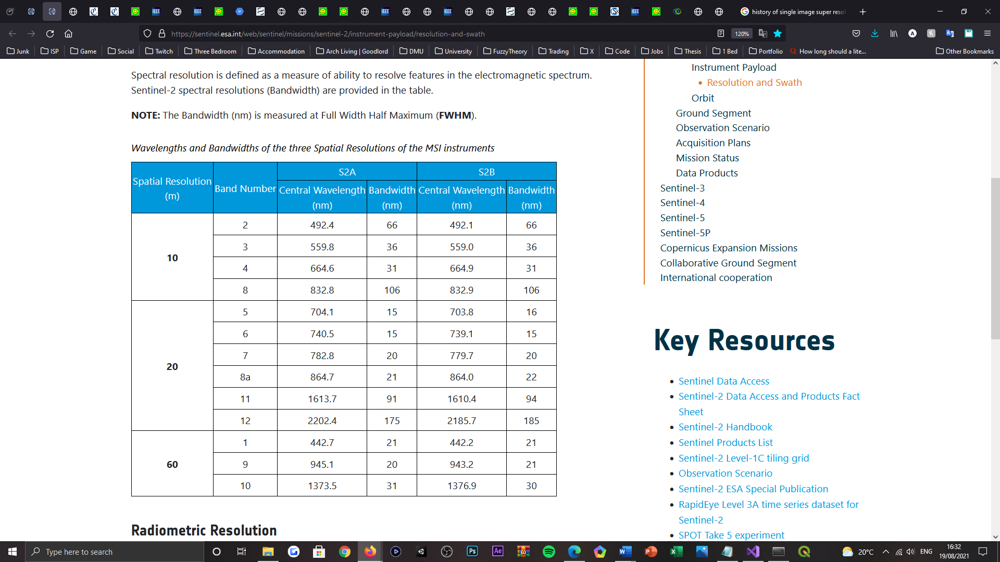 history of single image super reso
https://sentinel.esa.int/web/sentinel/missions/sentinel-2/instrument-payload/resolution-and-swath
120%
Junk ISP Game Social Twitch Three Bedroom Accommodation Arch Living | Goodlord DMU University FuzzyTheory Trading X Code Jobs Thesis 1 Bed Portfolio How long should a lite... Other Bookmarks
Spectral resolution is defined as a measure of ability to resolve features in the electromagnetic spectrum.
Sentinel-2 spectral resolutions (Bandwidth) are provided in the table.
NOTE: The Bandwidth (nm) is measured at Full Width Half Maximum (FWHM).
Wavelengths and Bandwidths of the three Spatial Resolutions of the MSI instruments
Spatial Resolution (m) Band Number S2A S2B
Central Wavelength (nm) Bandwidth (nm) Central Wavelength (nm) Bandwidth (nm)
10
2 492.4 66 492.1 66
3 559.8 36 559.0 36
4 664.6 31 664.9 31
8 832.8 106 832.9 106
20
5 704.1 15 703.8 16
6 740.5 15 739.1 15
7 782.8 20 779.7 20
8a 864.7 21 864.0 22
11 1613.7 91 1610.4 94
12 2202.4 175 2185.7 185
60
1 442.7 21 442.2 21
9 945.1 20 943.2 21
10 1373.5 31 1376.9 30
Radiometric Resolution
Instrument Payload
Resolution and Swath
Orbit
Ground Segment
Observation Scenario
Acquisition Plans
Mission Status
Data Products
Sentinel-3
Sentinel-4
Sentinel-5
Sentinel-5P
Copernicus Expansion Missions
Collaborative Ground Segment
International cooperation
Key Resources
Sentinel Data Access
Sentinel-2 Data Access and Products Fact
Sheet
Sentinel-2 Handbook
Sentinel Products List
Sentinel-2 Level-1C tiling grid
Observation Scenario
Sentinel-2 ESA Special Publication
RapidEye Level 3A time series dataset for
Sentinel-2
SPOT Take 5 experiment
Type here to search
20°C
ENG
16:32
19/08/2021